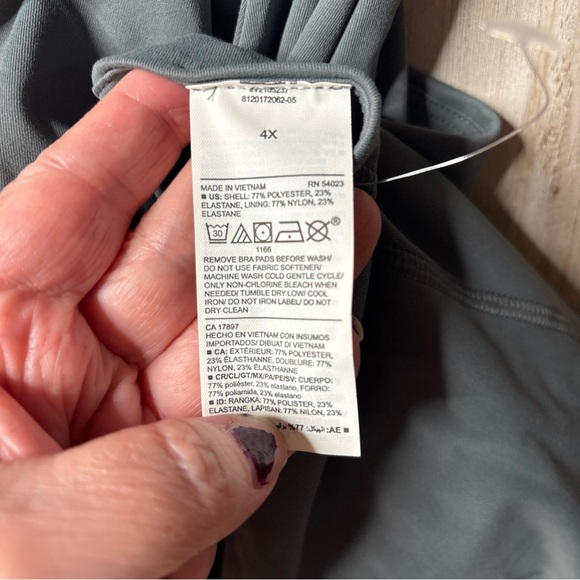 8120172062-05
4X
MADE IN VIETNAM RN 54023
■ US: SHELL: 77% POLYESTER, 23%
ELASTANE, LINING: 77% NYLON, 23%
ELASTANE
30 ®
1166
REMOVE BRA PADS BEFORE WASH/
DO NOT USE FABRIC SOFTENER/
MACHINE WASH COLD GENTLE CYCLE/
ONLY NON-CHLORINE BLEACH WHEN
NEEDED/ TUMBLE DRY LOW/ COOL
IRON/ DO NOT IRON LABEL/ DO NOT
DRY CLEAN
CA 17897
HECHO EN VIETNAM CON INSUMOS
IMPORTADOS/ DIBUAT DI VIETNAM
■ CA: EXTÉRIEUR: 77% POLYESTER,
23% ÉLASTHANNE, DOUBLURE: 77%
NYLON, 23% ÉLASTHANNE
■ CR/CL/GT/MX/PA/PE/SV: CUERPO:
77% poliéster, 23% elastano, FORRO:
77% poliamida, 23% elastano
■ ID: RANGKA: 77% POLISTER, 23%
ELASTANE, LAPISAN: 77% NILON, 23%
■ AE: الهيكل: 77%